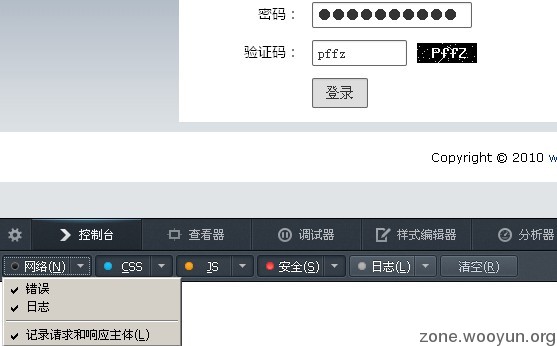 密码：●●●●●●●●●●
验证码：pffz PffZ
登录
Copyright © 2010 w
控制台 查看器 调试器 样式编辑器 分析器
网络(N) CSS JS 安全(S) 日志(L) 清空(R)
错误
日志
记录请求和响应主体(L)
zone.wooyun.org